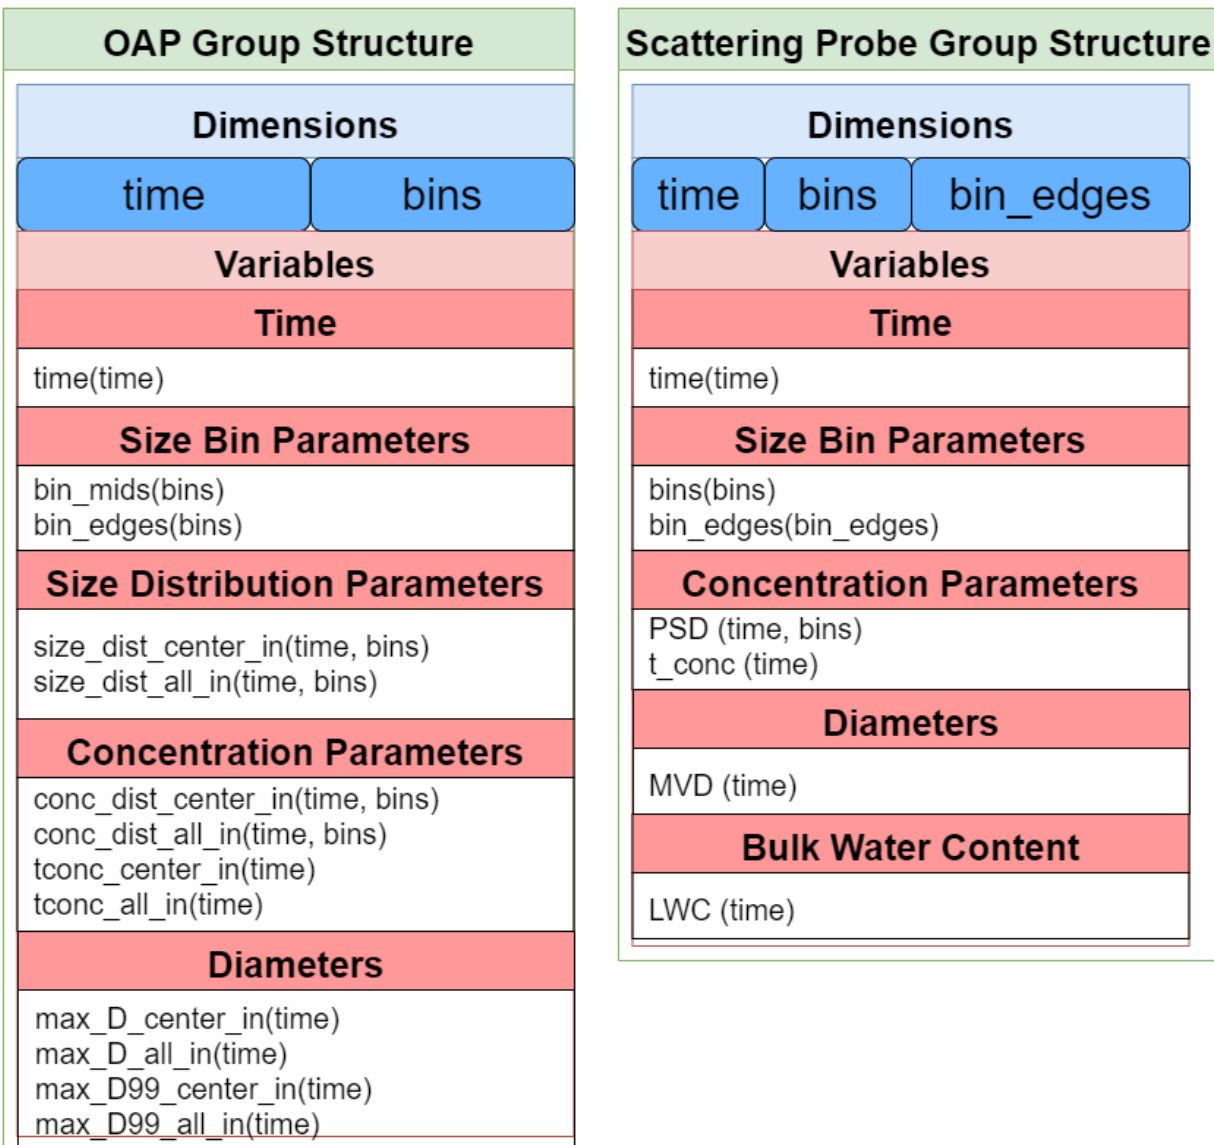 OAP Group Structure
Dimensions
time
bins
Variables
Time
time(time)
Size Bin Parameters
bin_mids(bins)
bin_edges(bins)
Size Distribution Parameters
size_dist_center_in(time, bins)
size_dist_all_in(time, bins)
Concentration Parameters
conc_dist_center_in(time, bins)
conc_dist_all_in(time, bins)
tconc_center_in(time)
tconc_all_in(time)
Diameters
max_D_center_in(time)
max_D_all_in(time)
max_D99_center_in(time)
max_D99_all_in(time)
Scattering Probe Group Structure
Dimensions
time
bins
bin_edges
Variables
Time
time(time)
Size Bin Parameters
bins(bins)
bin_edges(bin_edges)
Concentration Parameters
PSD (time, bins)
t_conc (time)
Diameters
MVD (time)
Bulk Water Content
LWC (time)